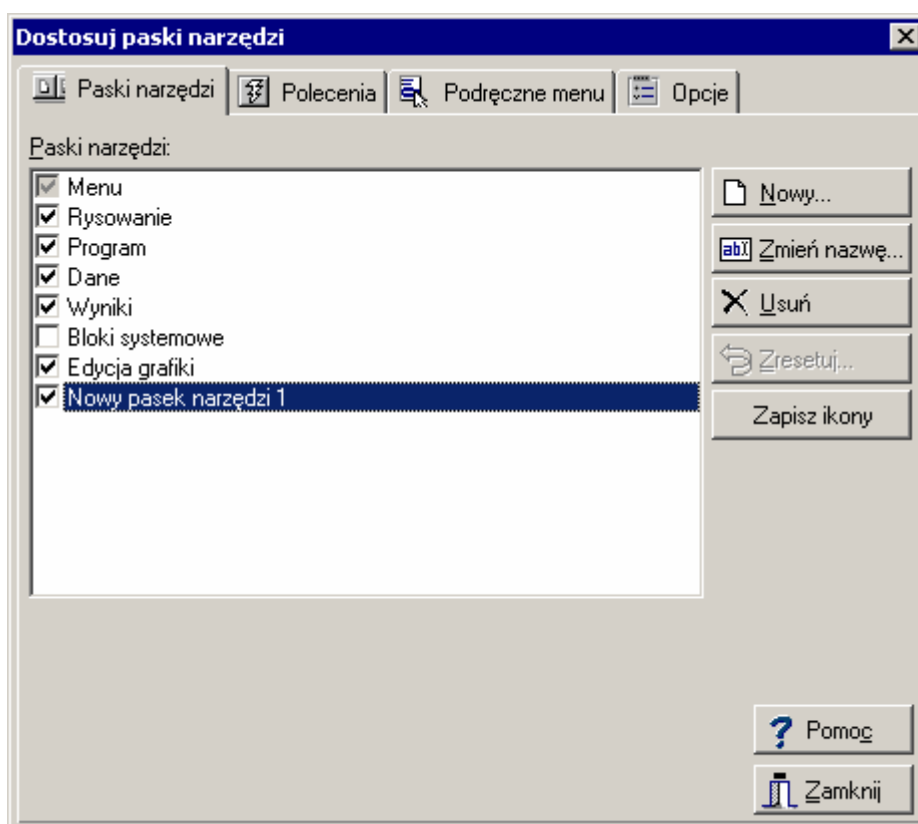 Dostosuj paski narzędzi
Paski narzędzi Polecenia Podręczne menu Opcje
Paski narzędzi:
Menu
Rysowanie
Program
Dane
Wyniki
Bloki systemowe
Edycja grafiki
Nowy pasek narzędzi 1
Nowy...
Zmień nazwę...
Usuń
Zresetuj...
Zapisz ikony
Pomoc
Zamknij